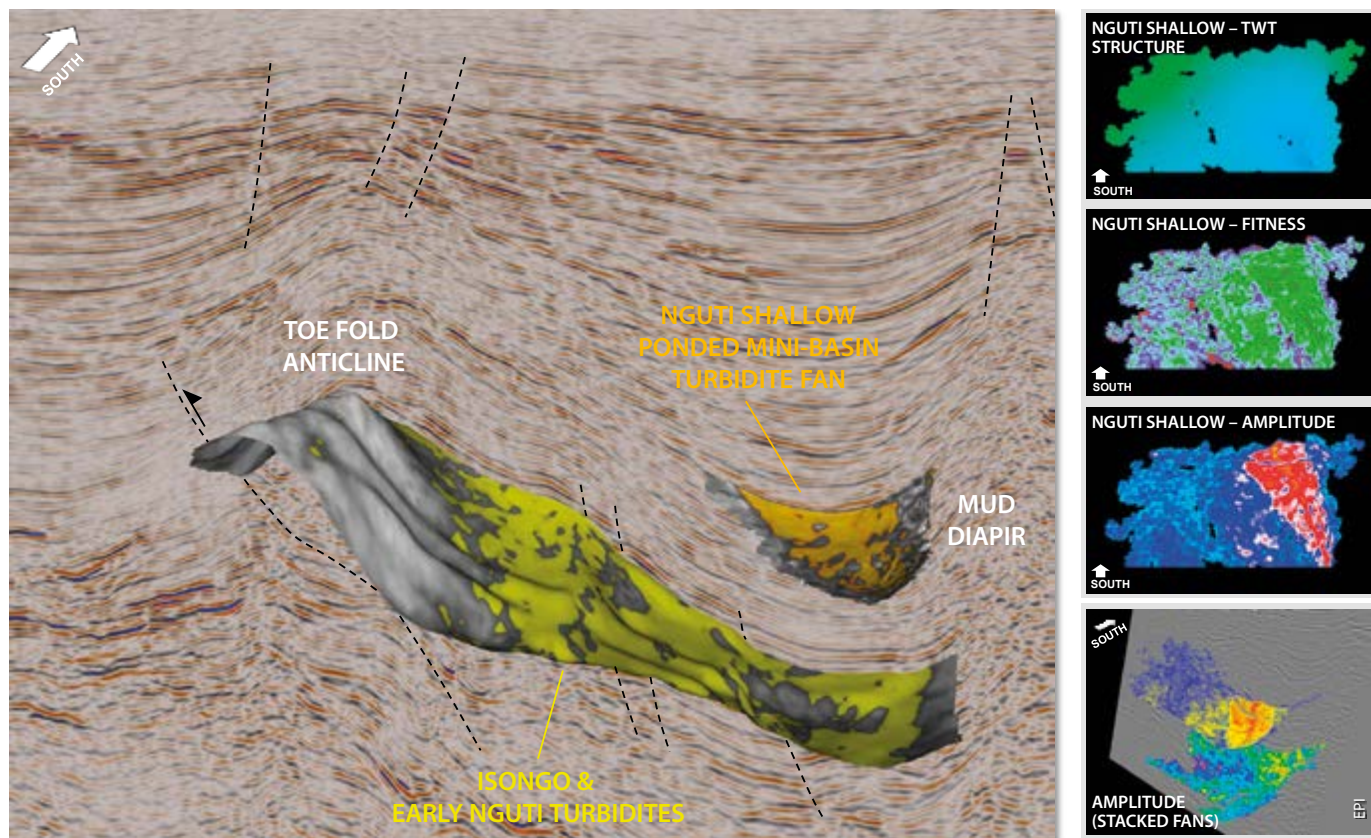 SOUTH
TOE FOLD
ANTICLINE
NGUTI SHALLOW
PONDED MINI-BASIN
TURBIDITE FAN
MUD
DIAPIR
ISONGO &
EARLY NGUTI TURBIDITES
NGUTI SHALLOW – TWT
STRUCTURE
SOUTH
NGUTI SHALLOW – FITNESS
SOUTH
NGUTI SHALLOW – AMPLITUDE
SOUTH
SOUTH
AMPLITUDE
(STACKED FANS)
EPI